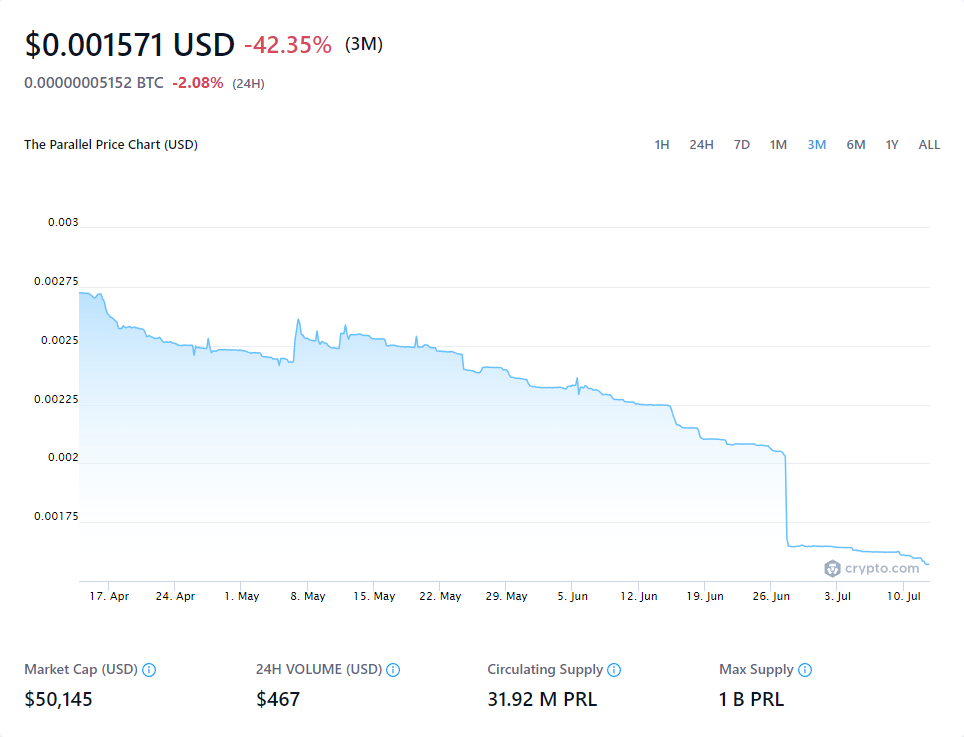 $0.001571 USD -42.35% (3M)
0.00000005152 BTC -2.08% (24H)
The Parallel Price Chart (USD) 1H 24H 7D 1M 3M 6M 1Y ALL
0.003
0.00275
0.0025
0.00225
0.002
0.00175
crypto.com
17. Apr 24. Apr 1. May 8. May 15. May 22. May 29. May 5. Jun 12. Jun 19. Jun 26. Jun 3. Jul 10. Jul
Market Cap (USD) 24H VOLUME (USD) Circulating Supply Max Supply
$50,145 $467 31.92 M PRL 1 B PRL